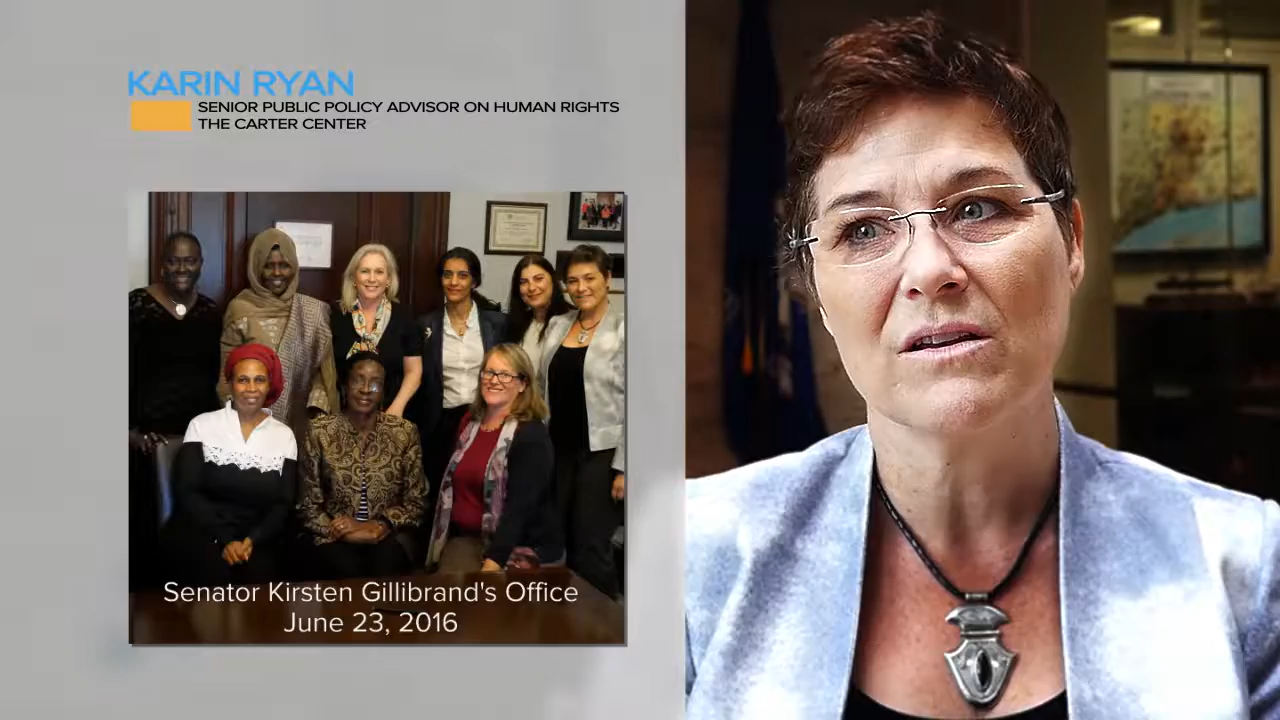 KARIN RYAN
SENIOR PUBLIC POLICY ADVISOR ON HUMAN RIGHTS
THE CARTER CENTER
Senator Kirsten Gillibrand's Office
June 23, 2016